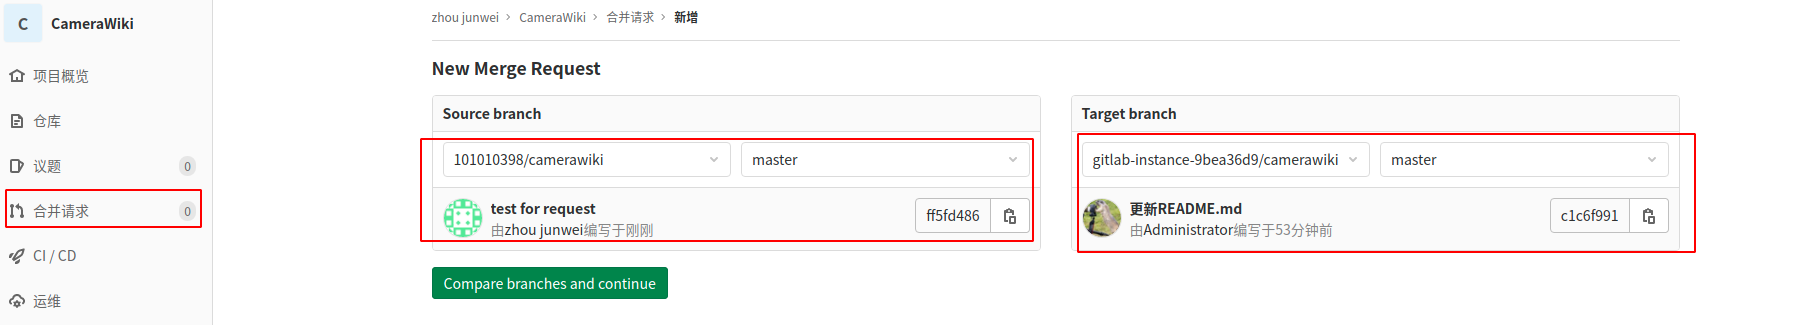 C CameraWiki
项目概览
仓库
议题 0
合并请求 0
CI / CD
运维
zhou junwei > CameraWiki > 合并请求 > 新增
New Merge Request
Source branch
101010398/camerawiki master
test for request
由zhou junwei编写于刚刚
ff5fd486
Target branch
gitlab-instance-9bea36d9/camerawiki master
更新README.md
由Administrator编写于53分钟前
c1c6f991
Compare branches and continue